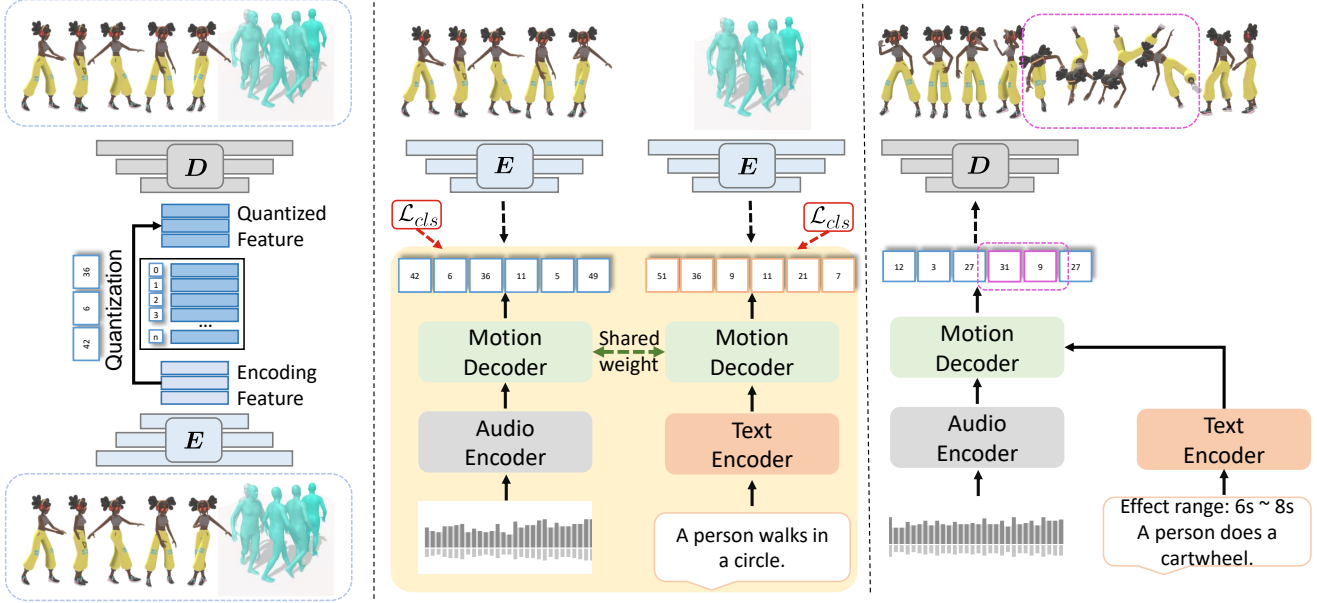 D
Quantized
Feature
36
6
42
Quantization
0
1
2
3
...
n
Encoding
Feature
E
E
E
L_cls
L_cls
42 6 36 11 5 49
51 36 9 11 21 7
Motion
Decoder
Shared
weight
Motion
Decoder
Audio
Encoder
Text
Encoder
A person walks in
a circle.
D
12 3 27 31 9 27
Motion
Decoder
Audio
Encoder
Text
Encoder
Effect range: 6s ~ 8s
A person does a
cartwheel.